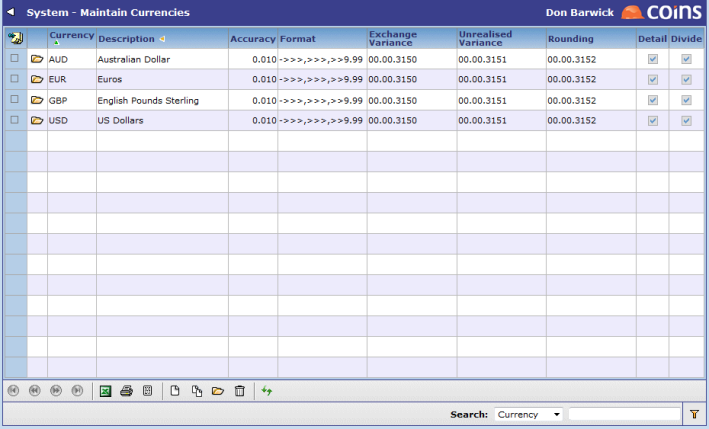 System - Maintain Currencies Don Barwick coins
Currency Description Accuracy Format Exchange Variance Unrealised Variance Rounding Detail Divide
AUD Australian Dollar 0.010 ->>>,>>>,>>9.99 00.00.3150 00.00.3151 00.00.3152
EUR Euros 0.010 ->>>,>>>,>>9.99 00.00.3150 00.00.3151 00.00.3152
GBP English Pounds Sterling 0.010 ->>>,>>>,>>9.99 00.00.3150 00.00.3151 00.00.3152
USD US Dollars 0.010 ->>>,>>>,>>9.99 00.00.3150 00.00.3151 00.00.3152
Search: Currency